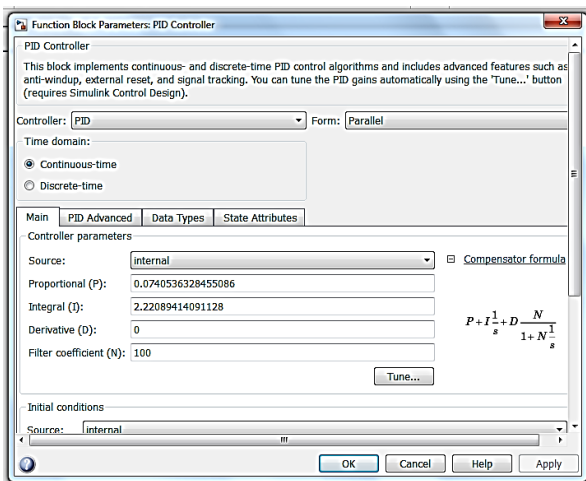 Function Block Parameters: PID Controller
PID Controller
This block implements continuous- and discrete-time PID control algorithms and includes advanced features such as
anti-windup, external reset, and signal tracking. You can tune the PID gains automatically using the 'Tune...' button
(requires Simulink Control Design).
Controller: PID Form: Parallel
Time domain:
Continuous-time
Discrete-time
Main PID Advanced Data Types State Attributes
Controller parameters
Source: internal Compensator formula
Proportional (P): 0.0740536328455086
Integral (I): 2.22089414091128
Derivative (D): 0
Filter coefficient (N): 100
P+I 1/s + D N/(1+N 1/s)
Tune...
Initial conditions
Source: internal
OK Cancel Help Apply